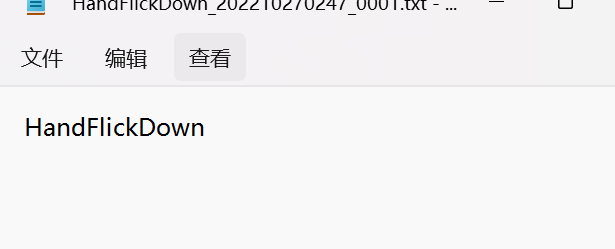 HandFlickDown_202210270247_0001.txt - ...
文件 编辑 查看
HandFlickDown